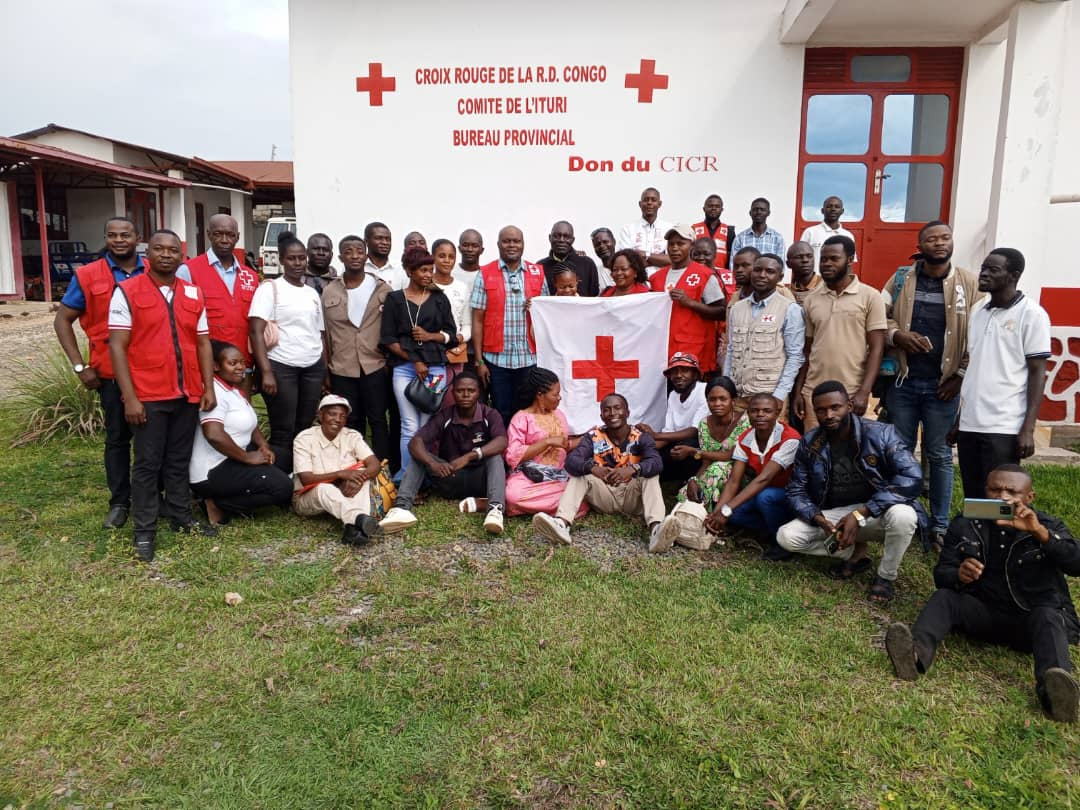 CROIX ROUGE DE LA R.D. CONGO
COMITE DE L'ITURI
BUREAU PROVINCIAL
Don du CICR